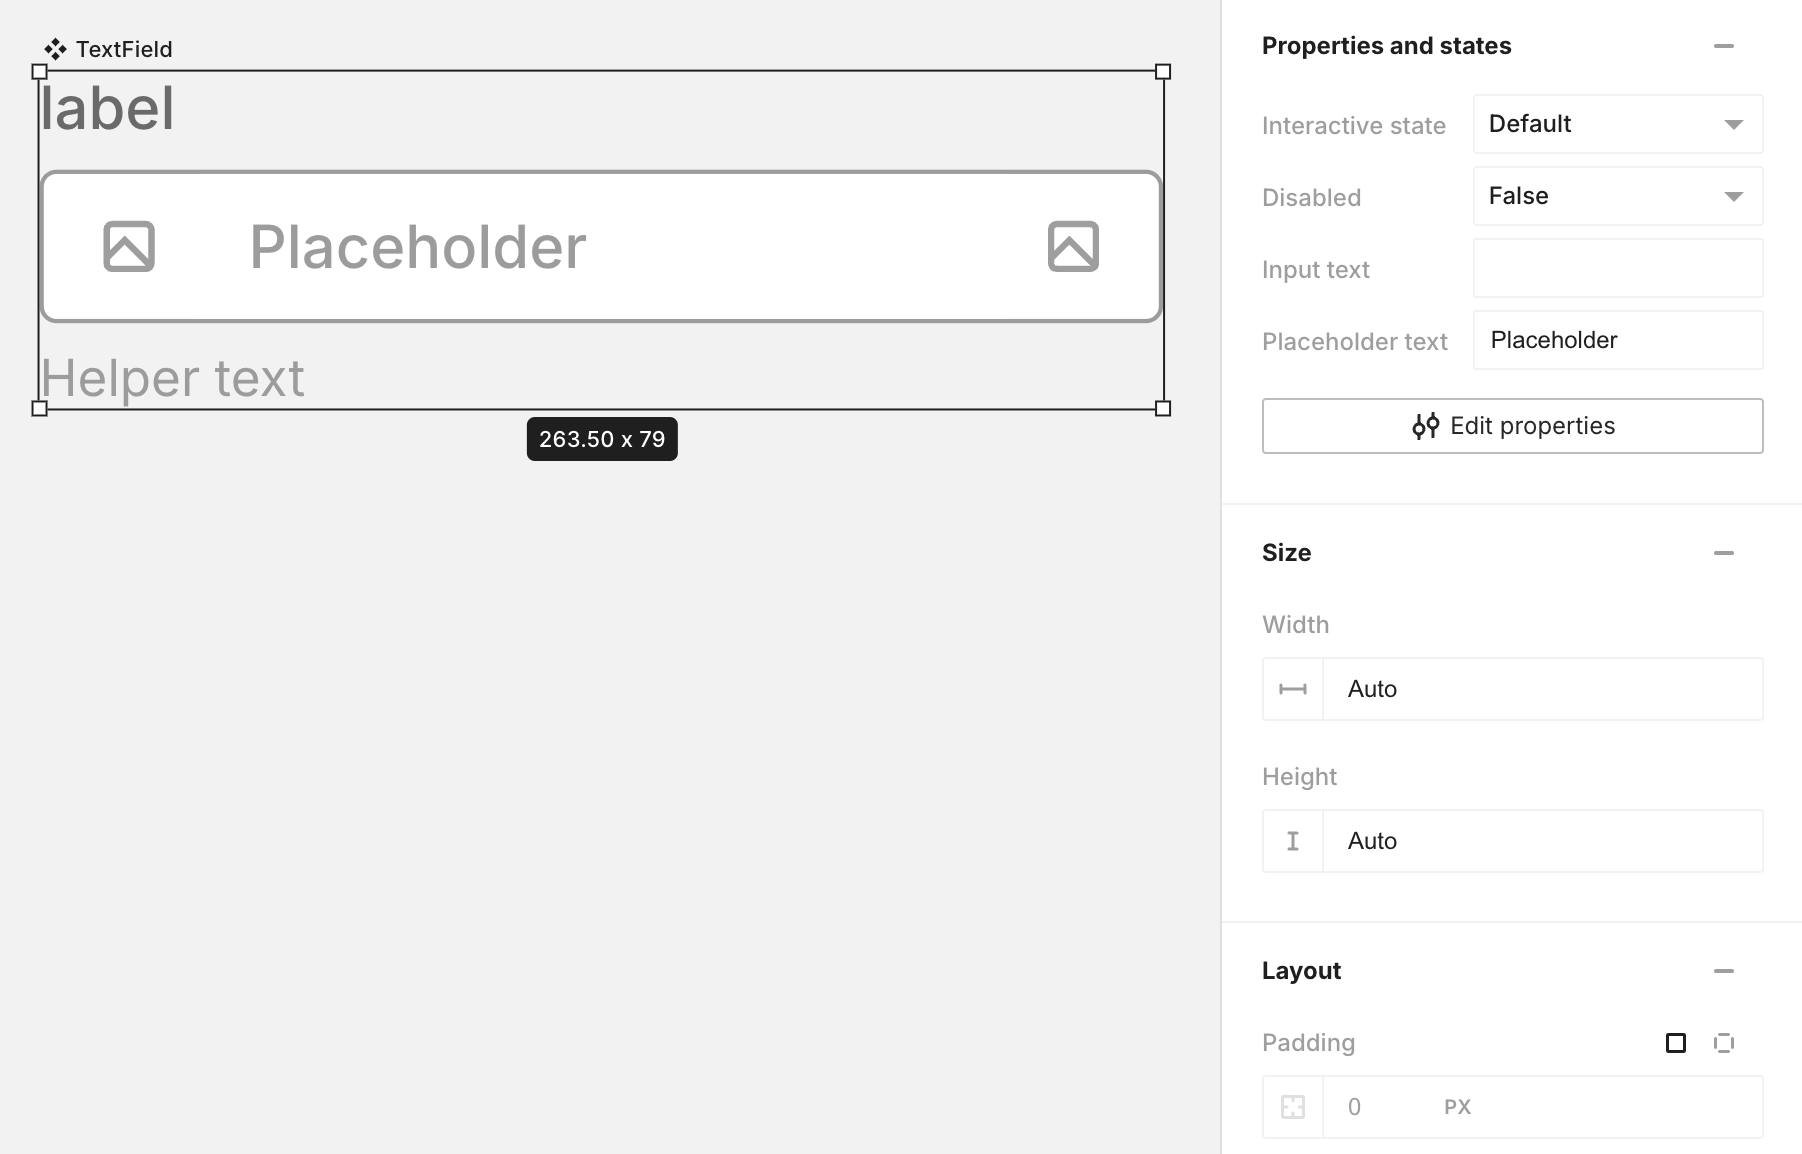 TextField
label
Placeholder
Helper text
263.50 x 79
Properties and states
Interactive state Default
Disabled False
Input text
Placeholder text Placeholder
Edit properties
Size
Width
Auto
Height
Auto
Layout
Padding
0 PX